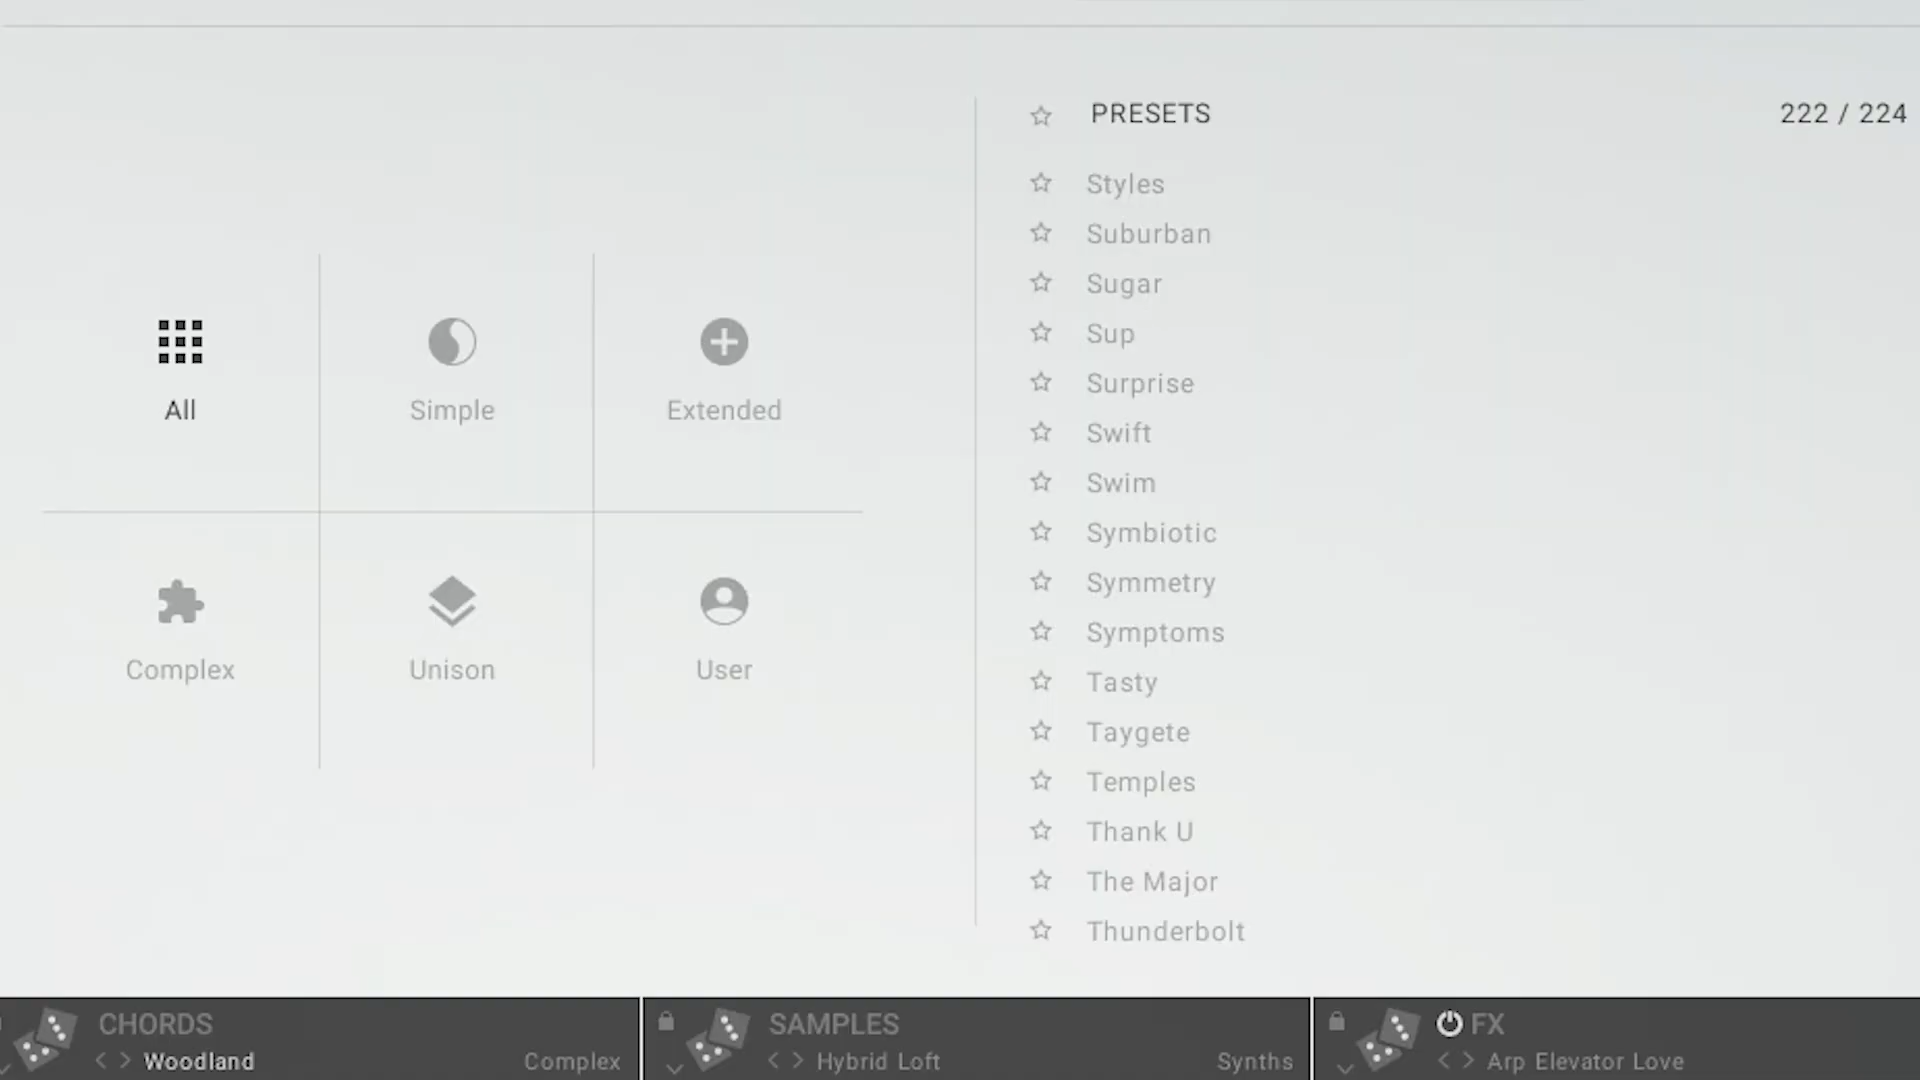 PRESETS 222 / 224
Styles
Suburban
Sugar
Sup
Surprise
Swift
Swim
Symbiotic
Symmetry
Symptoms
Tasty
Taygete
Temples
Thank U
The Major
Thunderbolt
All Simple Extended
Complex Unison User
CHORDS
Woodland Complex
SAMPLES
Hybrid Loft Synths
FX
Arp Elevator Love